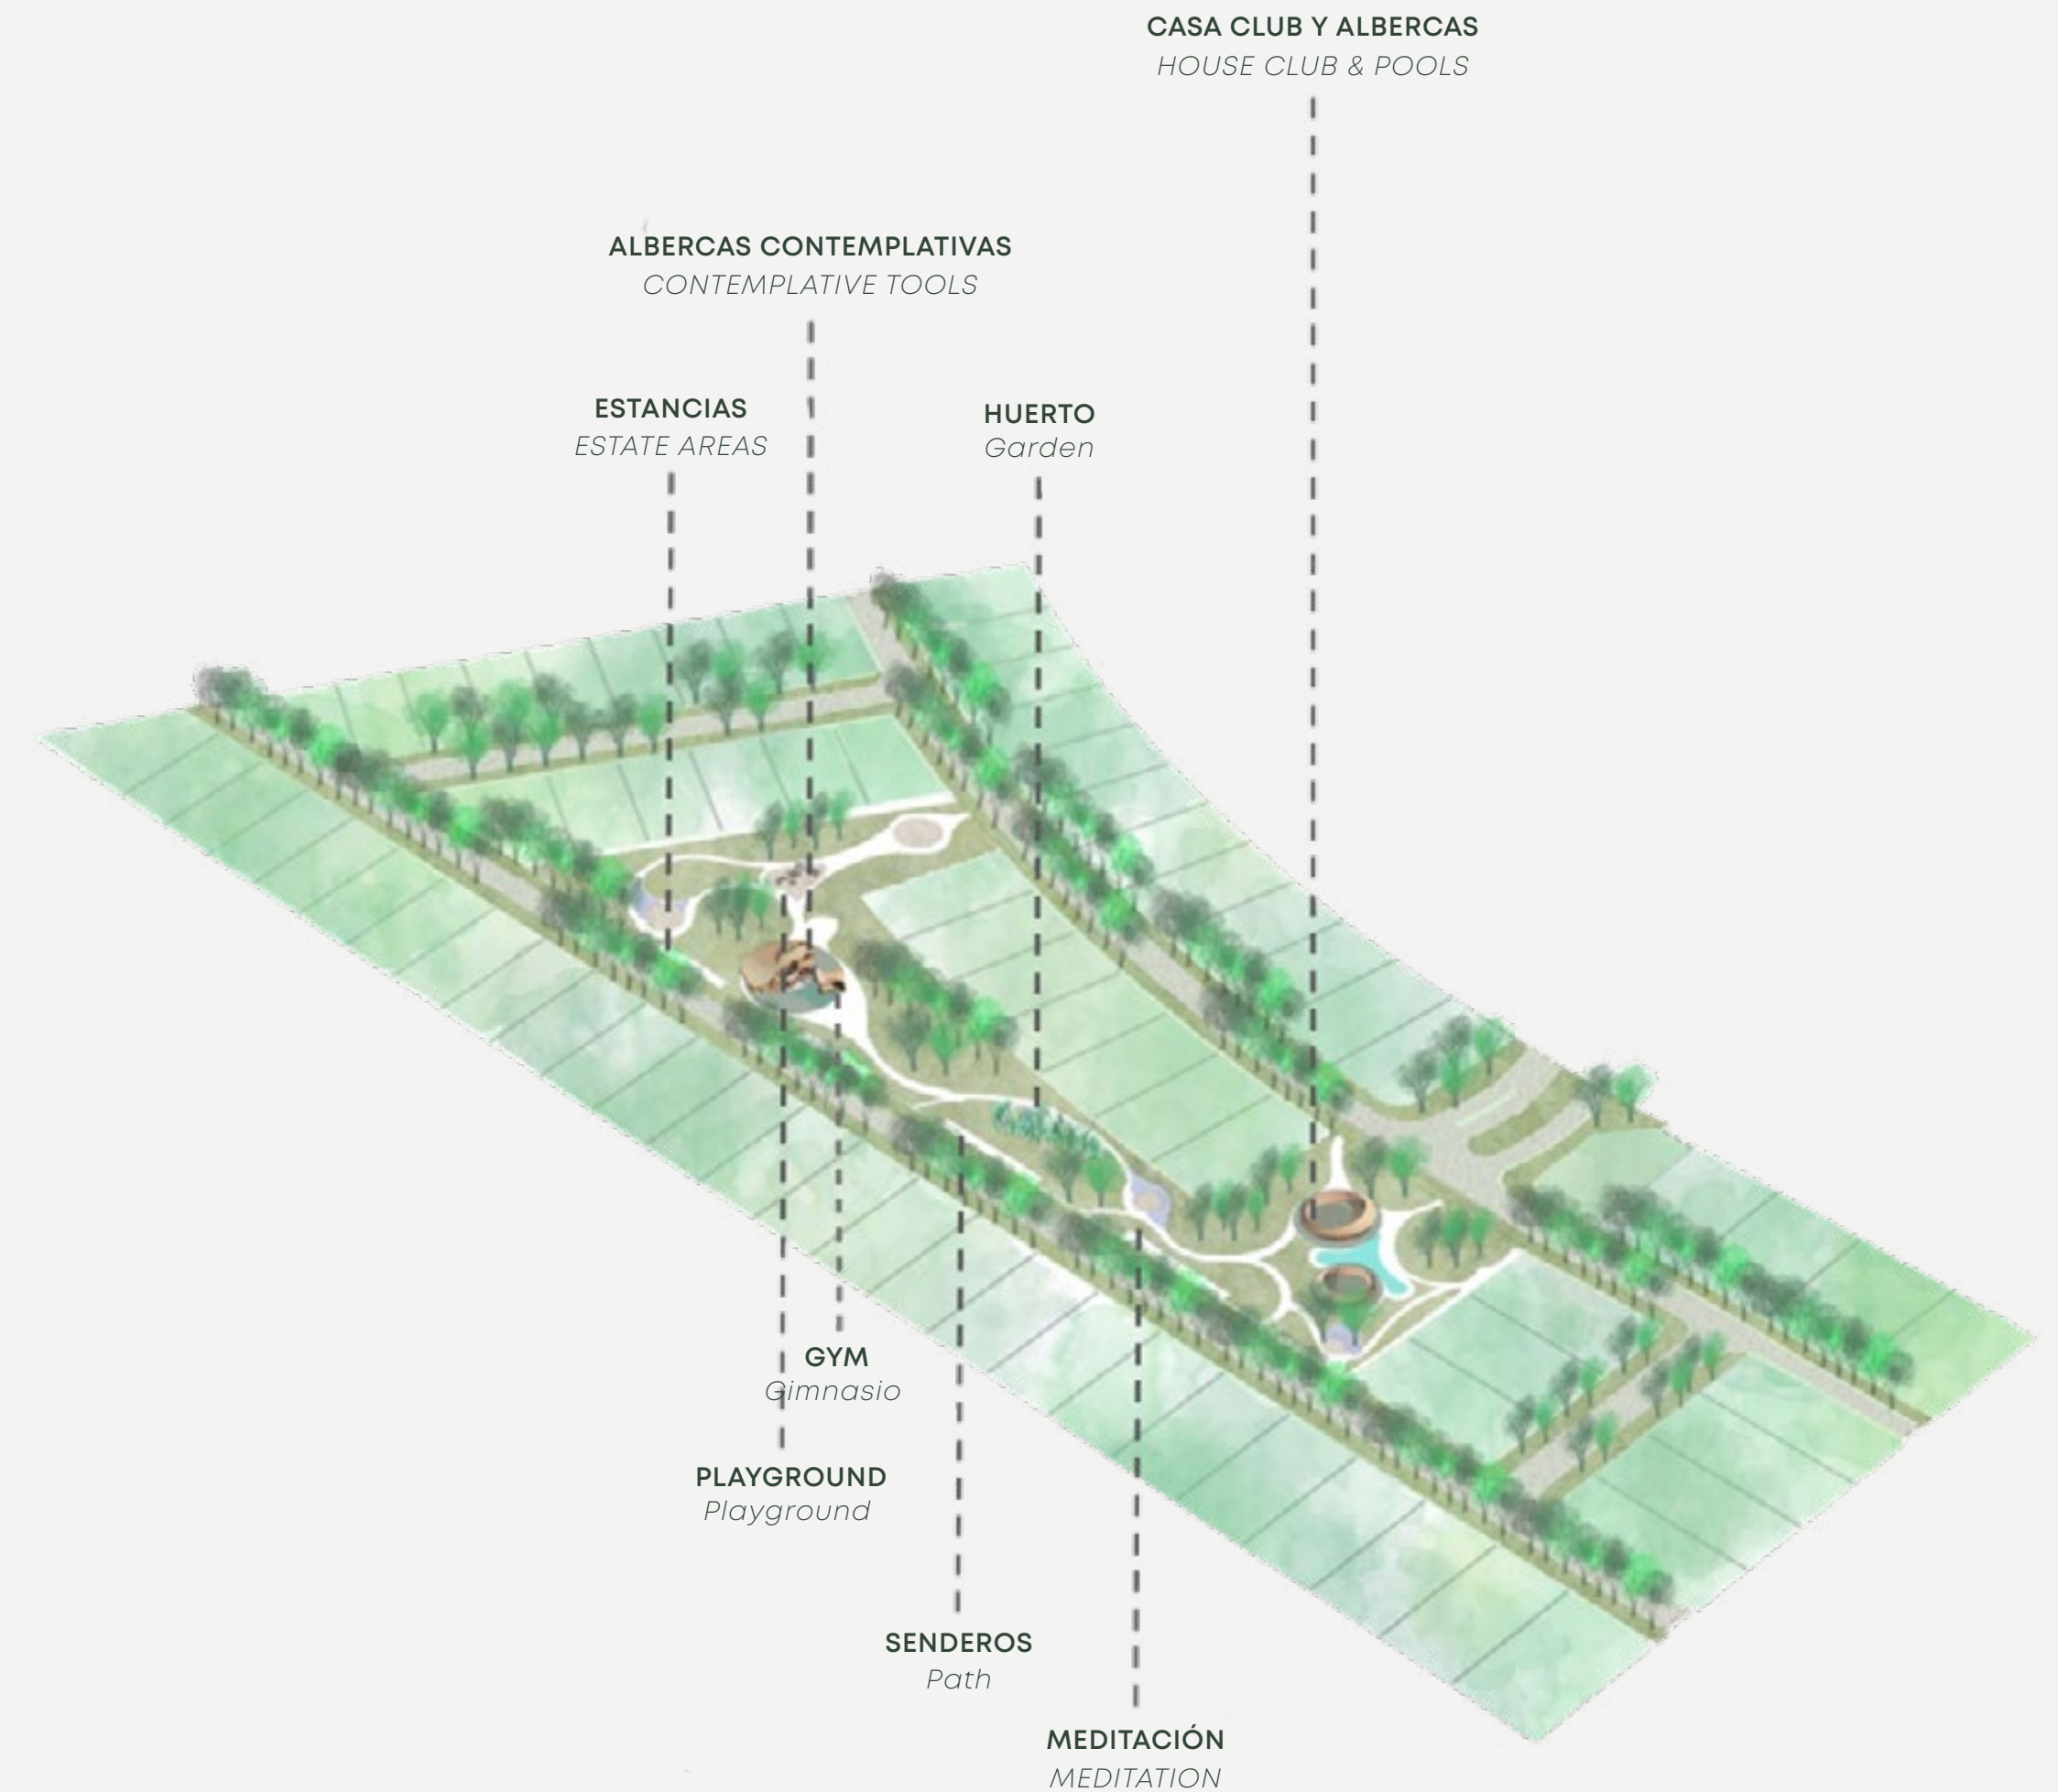 CASA CLUB Y ALBERCAS
HOUSE CLUB & POOLS
ALBERCAS CONTEMPLATIVAS
CONTEMPLATIVE TOOLS
ESTANCIAS
ESTATE AREAS
HUERTO
Garden
GYM
Gimnasio
PLAYGROUND
Playground
SENDEROS
Path
MEDITACIÓN
MEDITATION